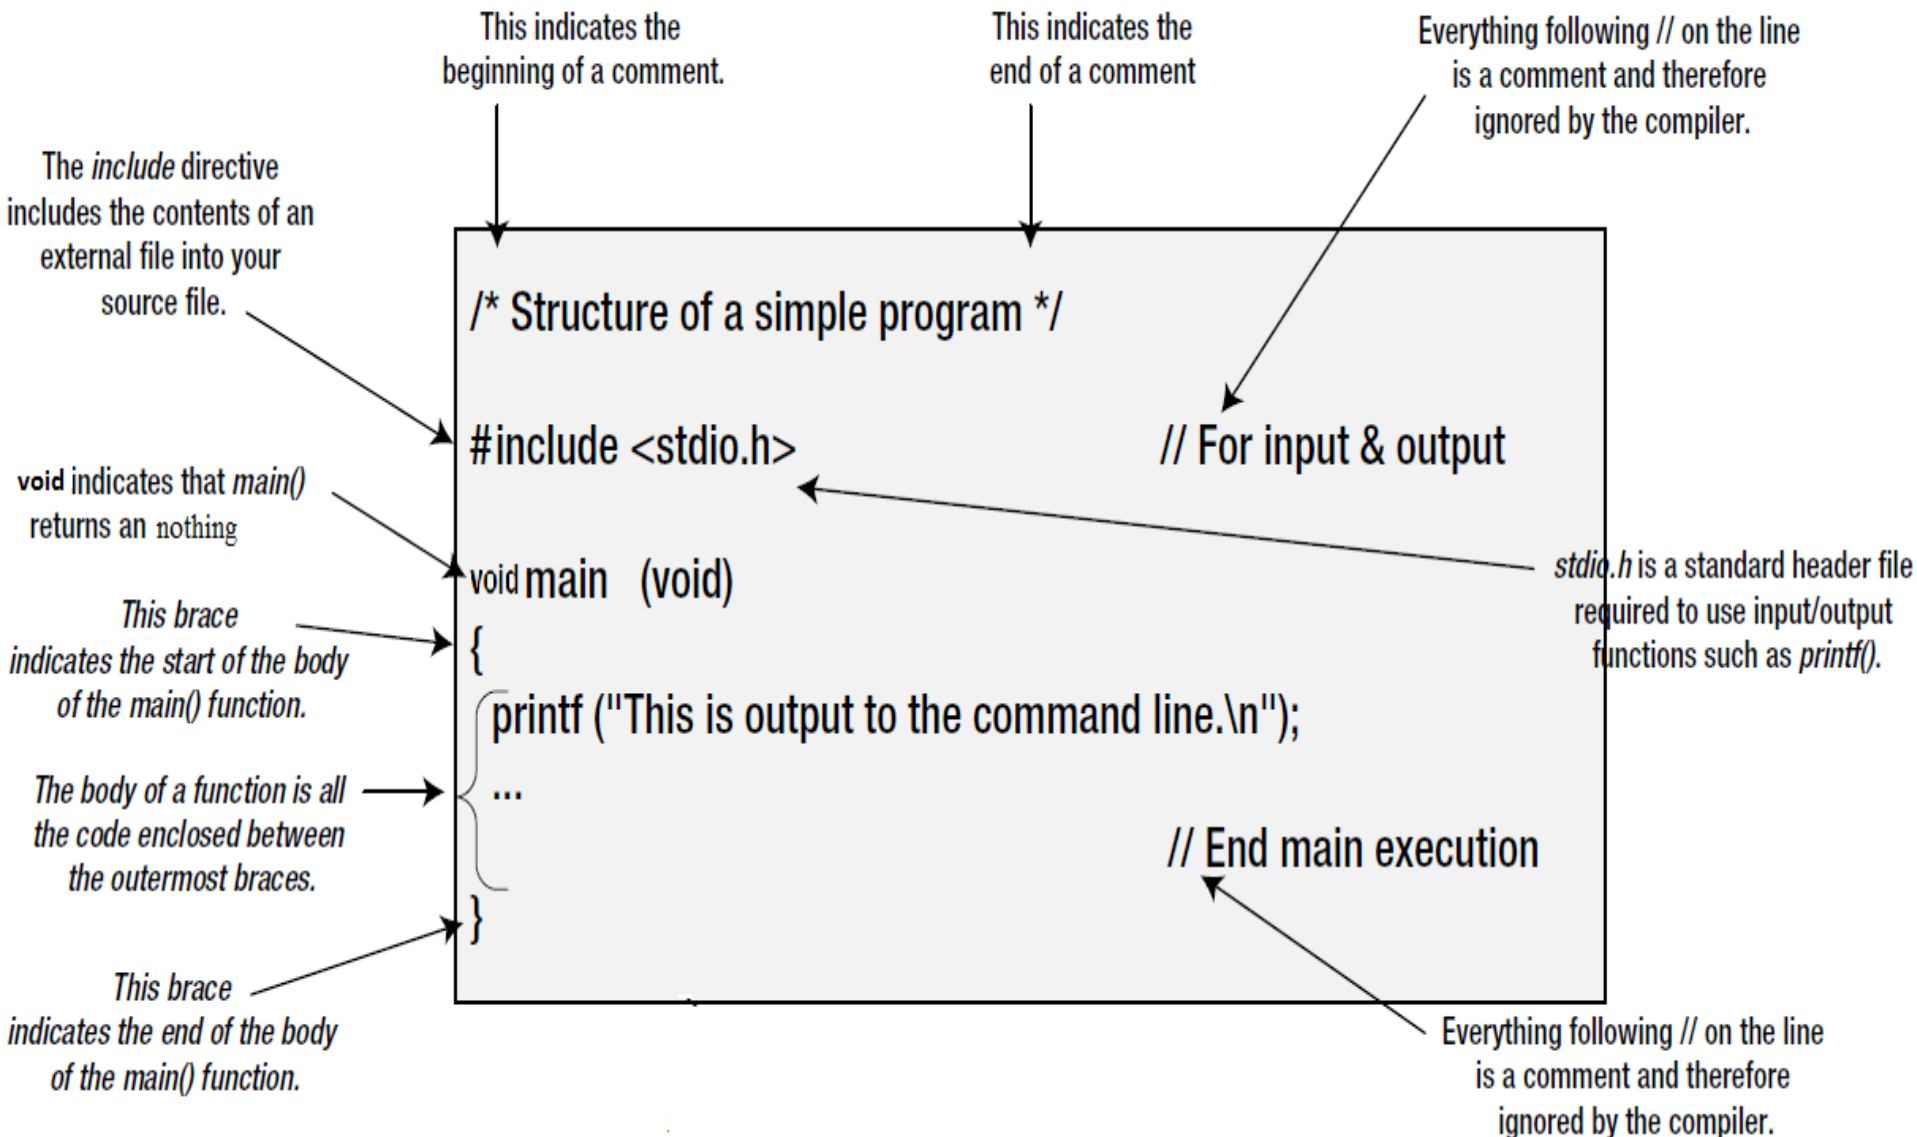 This indicates the
beginning of a comment.
This indicates the
end of a comment
Everything following // on the line
is a comment and therefore
ignored by the compiler.
The include directive
includes the contents of an
external file into your
source file.
/* Structure of a simple program */
#include <stdio.h> // For input & output
void indicates that main()
returns an nothing
void main (void)
stdio.h is a standard header file
required to use input/output
functions such as printf().
This brace
indicates the start of the body
of the main() function.
{
printf ("This is output to the command line.\n");
...
The body of a function is all
the code enclosed between
the outermost braces.
// End main execution
}
This brace
indicates the end of the body
of the main() function.
Everything following // on the line
is a comment and therefore
ignored by the compiler.